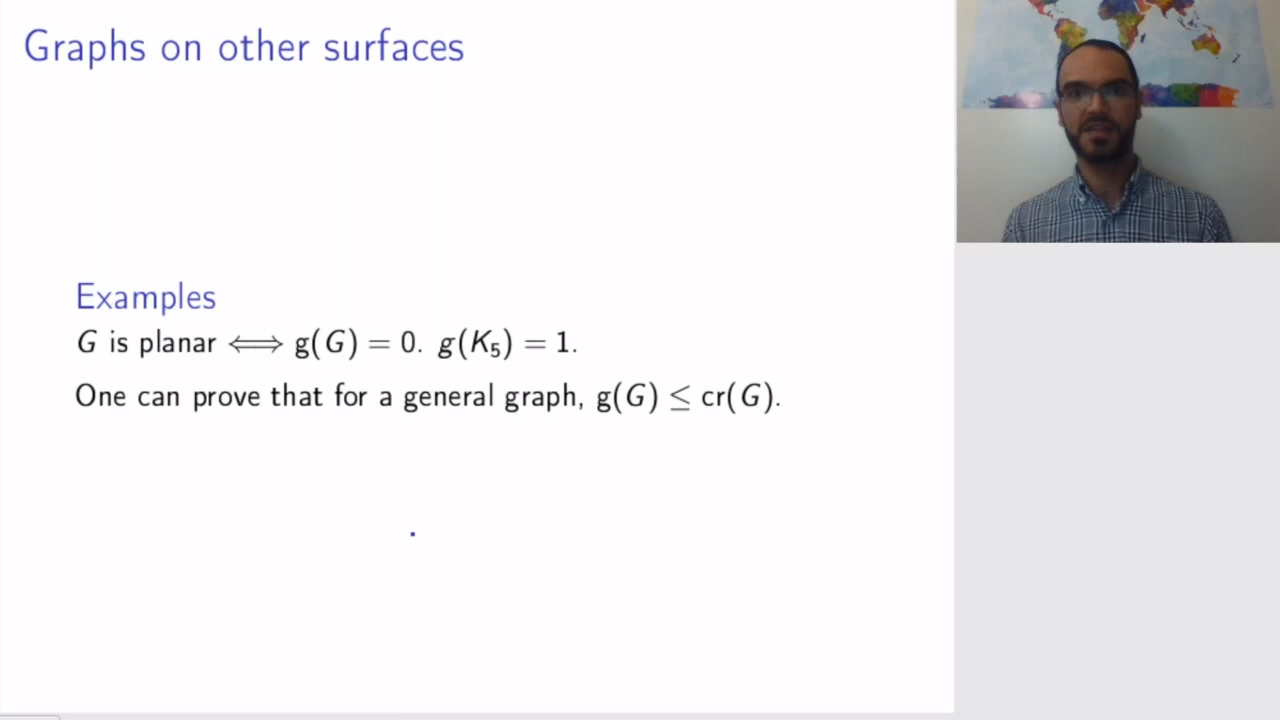 Graphs on other surfaces
Examples
G is planar ⟺ g(G) = 0. g(K₅) = 1.
One can prove that for a general graph, g(G) ≤ cr(G).